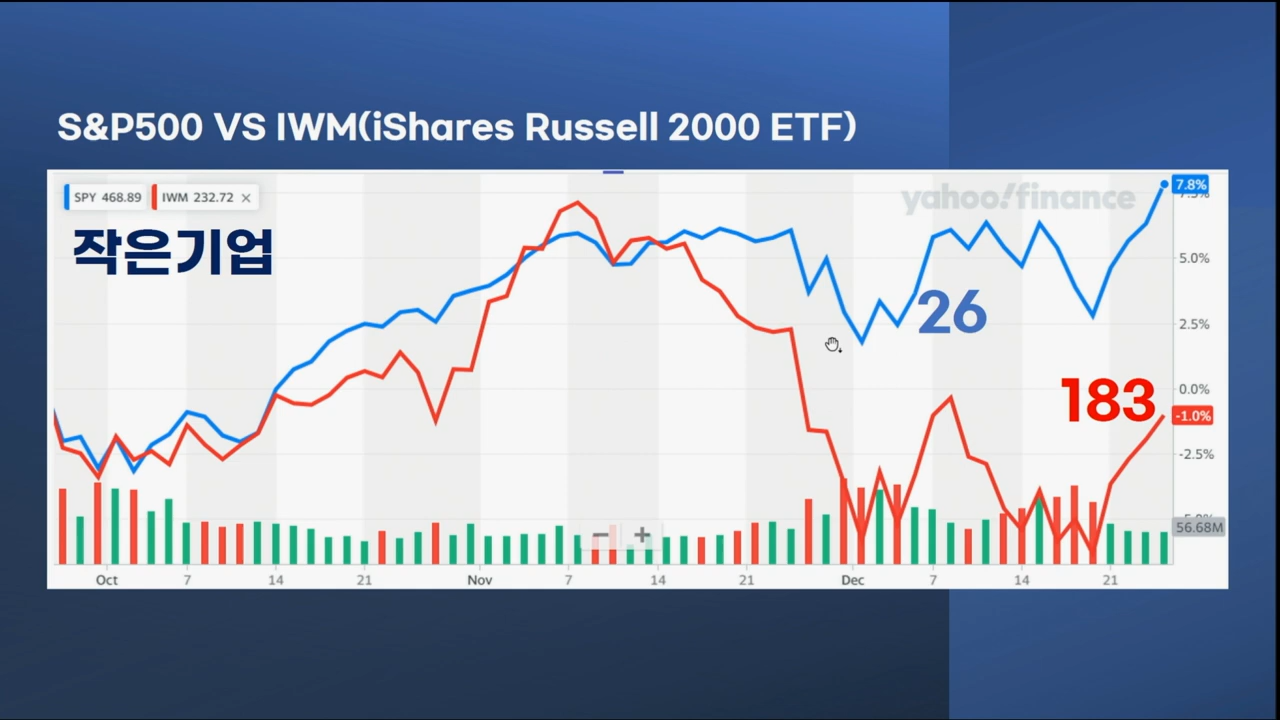 S&P500 VS IWM(iShares Russell 2000 ETF)
SPY 468.89 IWM 232.72 ×
yahoo!finance
7.8%
작은기업
5.0%
26
2.5%
0.0%
183
-1.0%
-2.5%
56.68M
− +
Oct 7 14 21 Nov 7 14 21 Dec 7 14 21